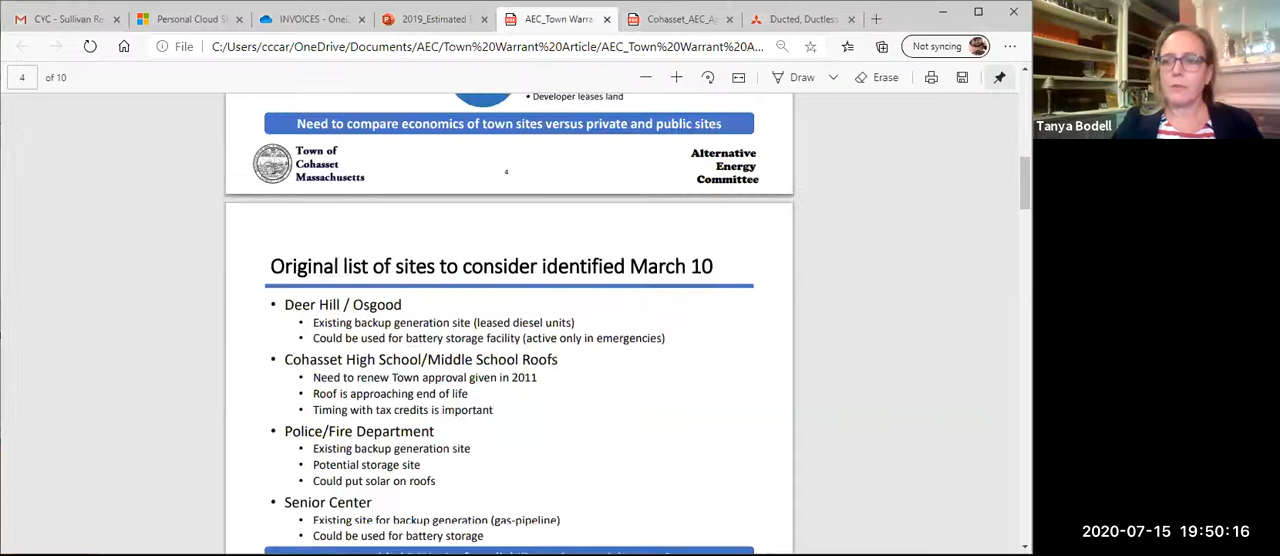 CYC - Sullivan Re
Personal Cloud S
INVOICES - OneD
2019_Estimated
AEC_Town Warra
Cohasset_AEC_A
Ducted, Ductless
File
C:/Users/cccar/OneDrive/Documents/AEC/Town%20Warrant%20Article/AEC_Town%20Warrant%20A...
Not syncing
4 of 10
Draw
Erase
• Developer leases land
Need to compare economics of town sites versus private and public sites
Town of
Cohasset
Massachusetts
4
Alternative
Energy
Committee
Original list of sites to consider identified March 10
• Deer Hill / Osgood
• Existing backup generation site (leased diesel units)
• Could be used for battery storage facility (active only in emergencies)
• Cohasset High School/Middle School Roofs
• Need to renew Town approval given in 2011
• Roof is approaching end of life
• Timing with tax credits is important
• Police/Fire Department
• Existing backup generation site
• Potential storage site
• Could put solar on roofs
• Senior Center
• Existing site for backup generation (gas-pipeline)
• Could be used for battery storage
Tanya Bodell
2020-07-15 19:50:16